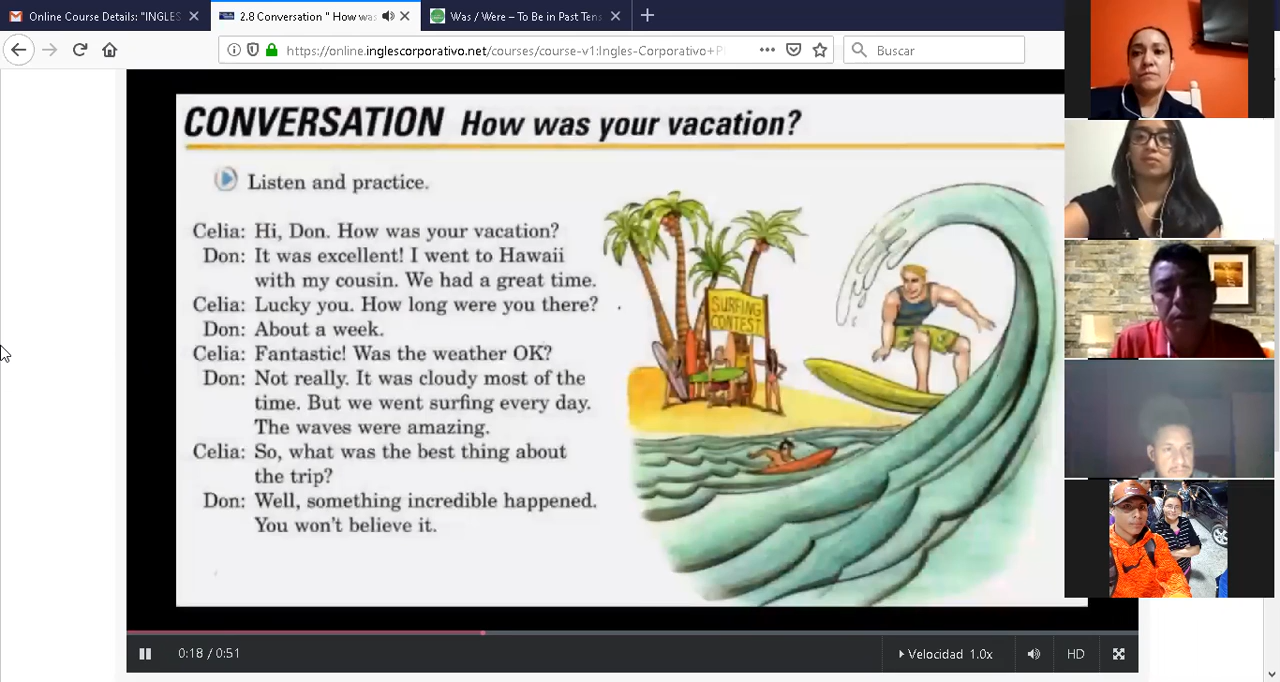 Online Course Details: "INGLES
2.8 Conversation " How was
Was / Were – To Be in Past Tens
https://online.inglescorporativo.net/courses/course-v1:Ingles-Corporativo+P
Buscar
CONVERSATION How was your vacation?
Listen and practice.
Celia: Hi, Don. How was your vacation?
Don: It was excellent! I went to Hawaii
with my cousin. We had a great time.
Celia: Lucky you. How long were you there?
Don: About a week.
Celia: Fantastic! Was the weather OK?
Don: Not really. It was cloudy most of the
time. But we went surfing every day.
The waves were amazing.
Celia: So, what was the best thing about
the trip?
Don: Well, something incredible happened.
You won't believe it.
SURFING
CONTEST
0:18 / 0:51
Velocidad 1.0x
HD